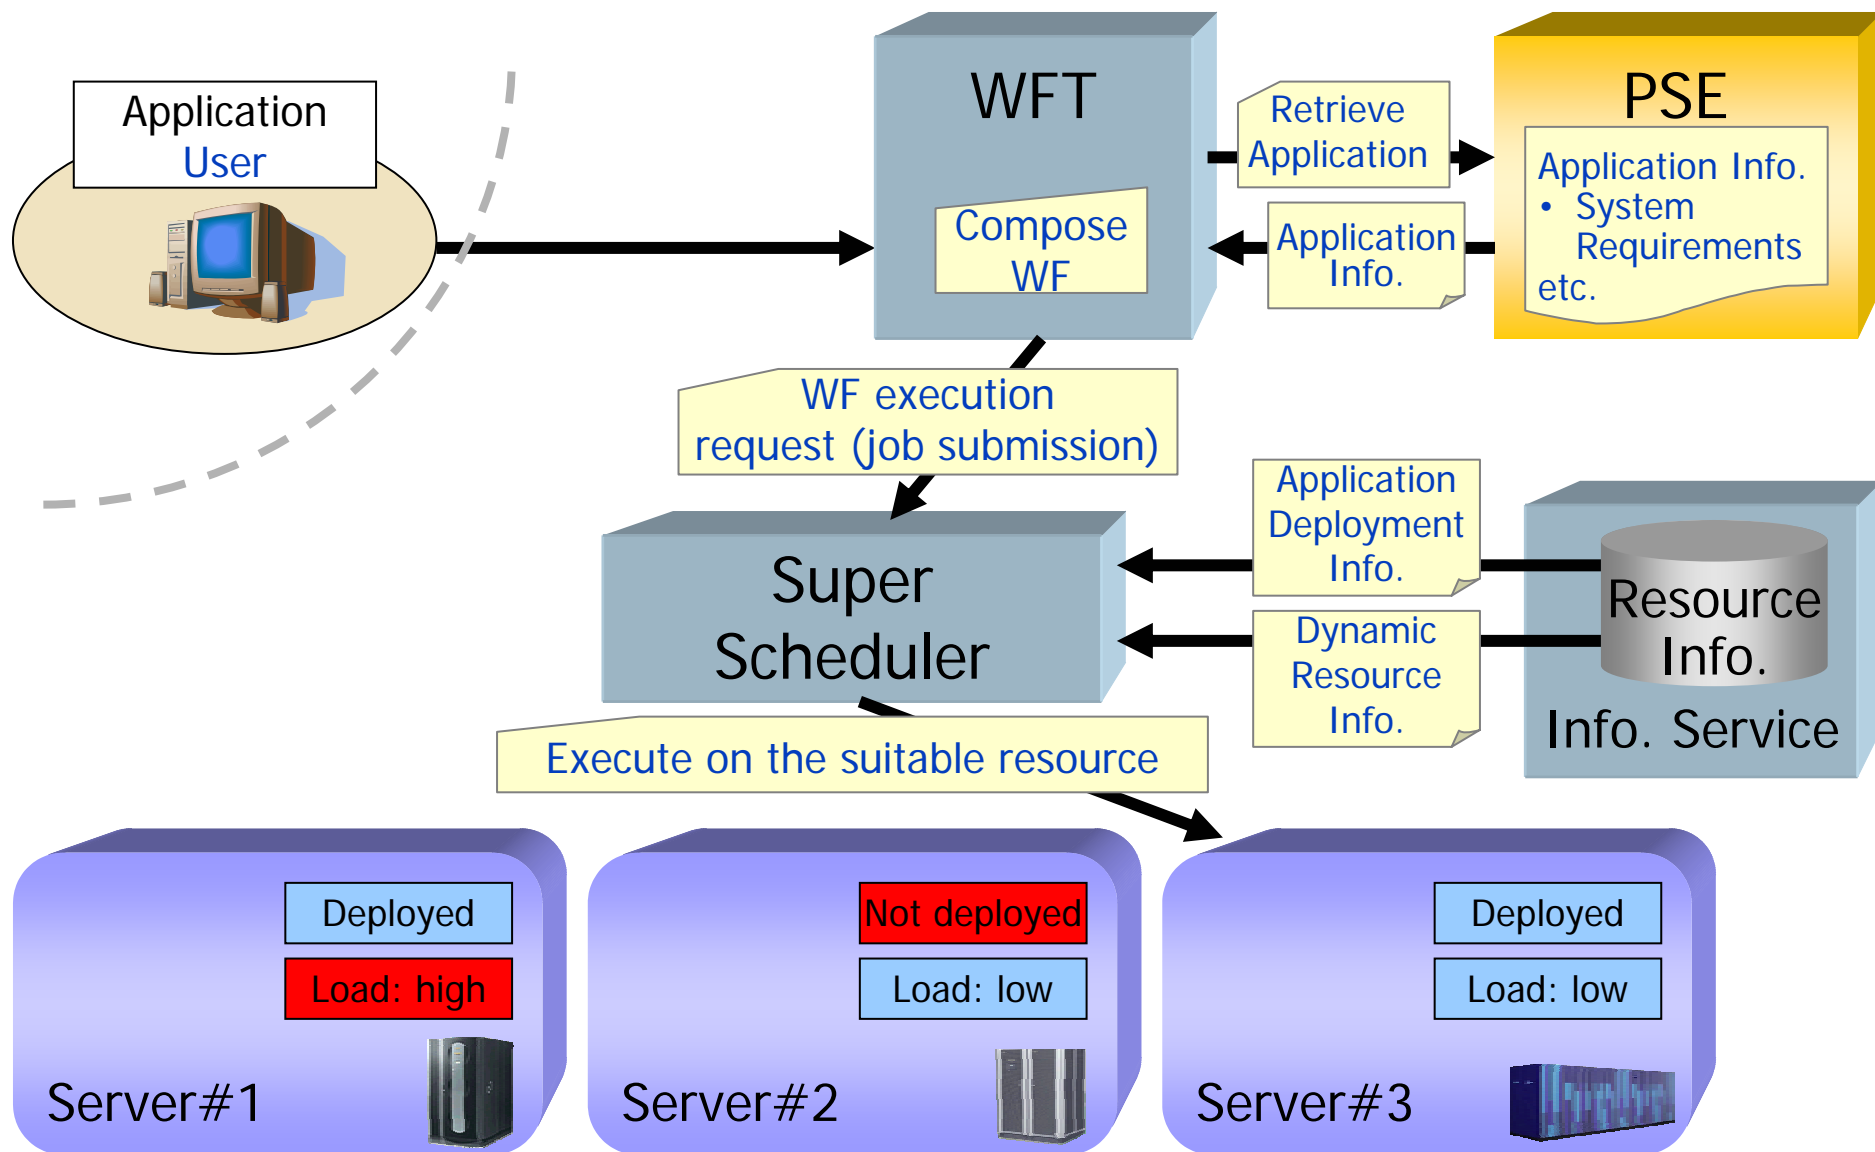 Application
User
WFT
Compose
WF
Retrieve
Application
Application
Info.
PSE
Application Info.
• System
Requirements
etc.
WF execution
request (job submission)
Super
Scheduler
Application
Deployment
Info.
Dynamic
Resource
Info.
Resource
Info.
Info. Service
Execute on the suitable resource
Deployed
Load: high
Server#1
Not deployed
Load: low
Server#2
Deployed
Load: low
Server#3